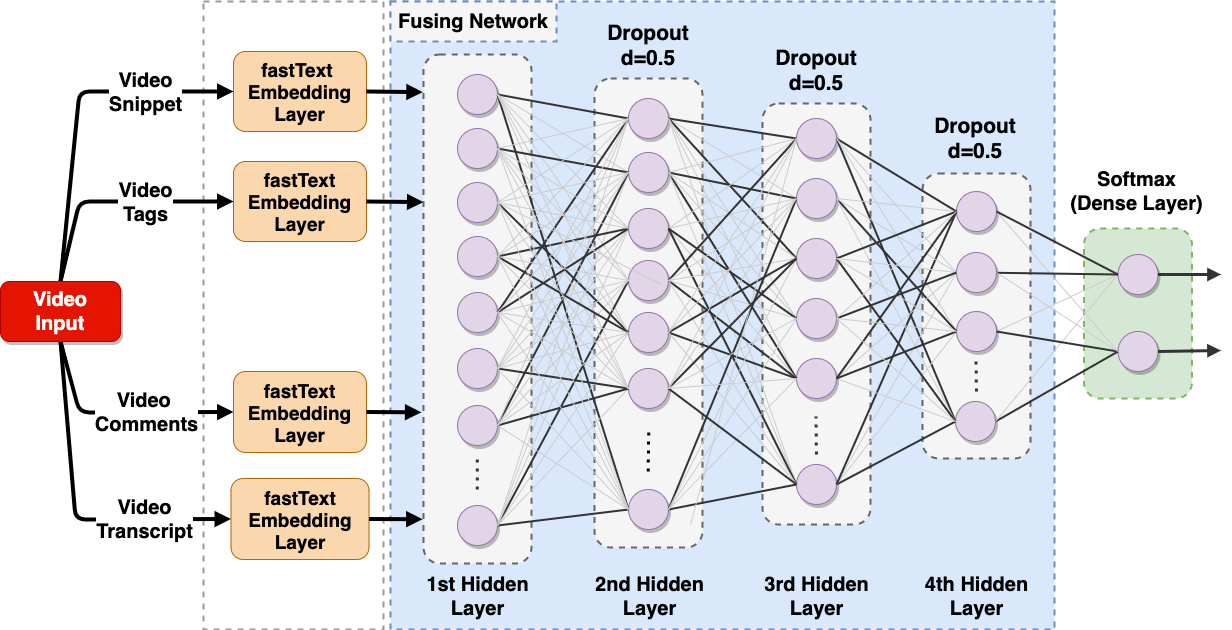 Fusing Network
Dropout
d=0.5
Dropout
d=0.5
Dropout
d=0.5
Softmax
(Dense Layer)
Video
Input
Video
Snippet
Video
Tags
Video
Comments
Video
Transcript
fastText
Embedding
Layer
fastText
Embedding
Layer
fastText
Embedding
Layer
fastText
Embedding
Layer
1st Hidden
Layer
2nd Hidden
Layer
3rd Hidden
Layer
4th Hidden
Layer